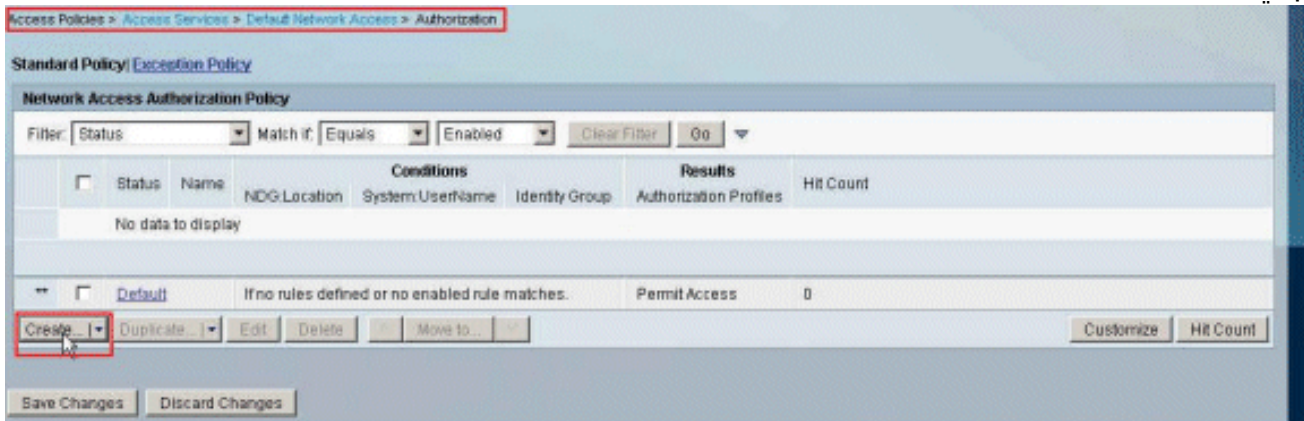 Access Policies > Access Services > Default Network Access > Authorization
Standard Policy| Exception Policy
Network Access Authorization Policy
Filter: Status Match if: Equals Enabled Clear Filter Go
Conditions Results
Status Name NDG:Location System:UserName Identity Group Authorization Profiles Hit Count
No data to display
** Default If no rules defined or no enabled rule matches. Permit Access 0
Create... Duplicate... Edit Delete Move to... Customize Hit Count
Save Changes Discard Changes